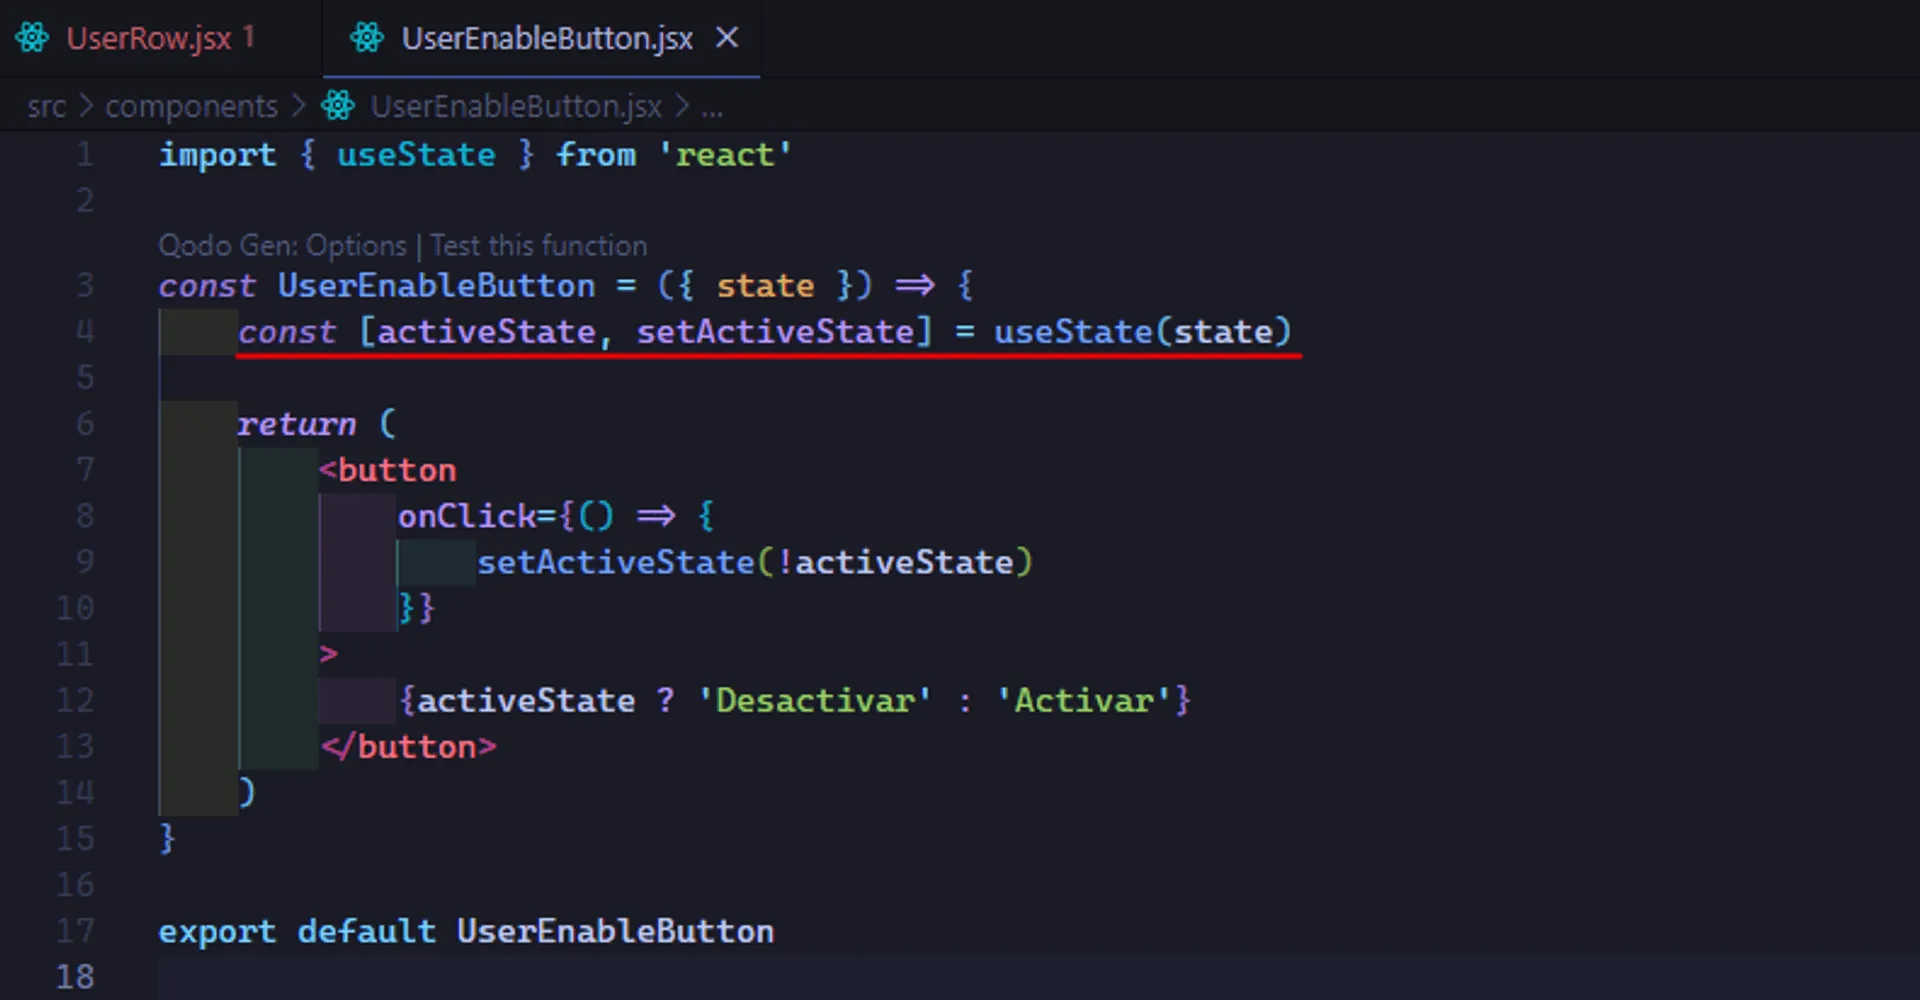 UserRow.jsx 1 UserEnableButton.jsx ×
src > components > UserEnableButton.jsx > ...
1 import { useState } from 'react'
2
Qodo Gen: Options | Test this function
3 const UserEnableButton = ({ state }) => {
4 const [activeState, setActiveState] = useState(state)
5
6 return (
7 <button
8 onClick={() => {
9 setActiveState(!activeState)
10 }}
11 >
12 {activeState ? 'Desactivar' : 'Activar'}
13 </button>
14 )
15 }
16
17 export default UserEnableButton
18